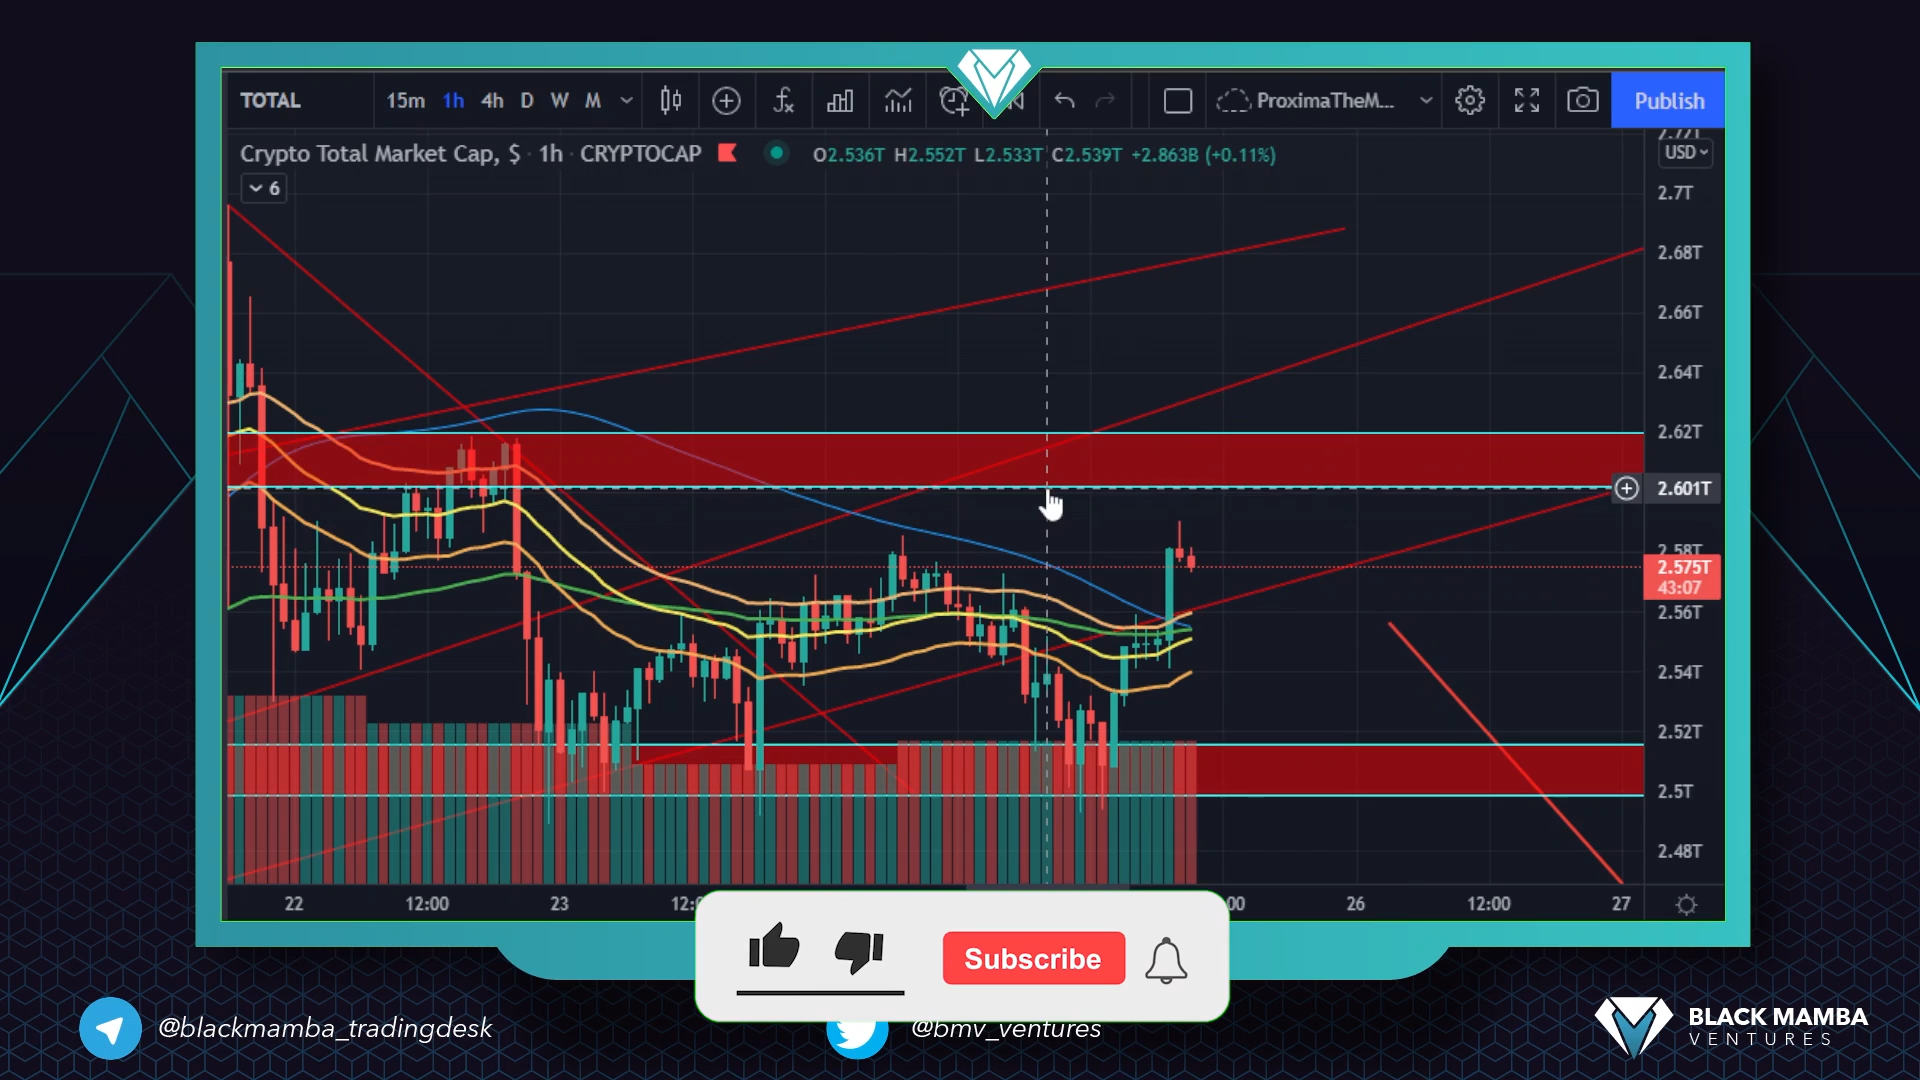 TOTAL
15m 1h 4h D W M
ProximaTheM...
Publish
Crypto Total Market Cap, $ · 1h · CRYPTOCAP
O2.536T H2.552T L2.533T C2.539T +2.863B (+0.11%)
6
USD
2.7T
2.68T
2.66T
2.64T
2.62T
2.601T
2.58T
2.575T
43:07
2.56T
2.54T
2.52T
2.5T
2.48T
22 12:00 23 26 12:00 27
Subscribe
@blackmamba_tradingdesk
@bmv_ventures
BLACK MAMBA
VENTURES